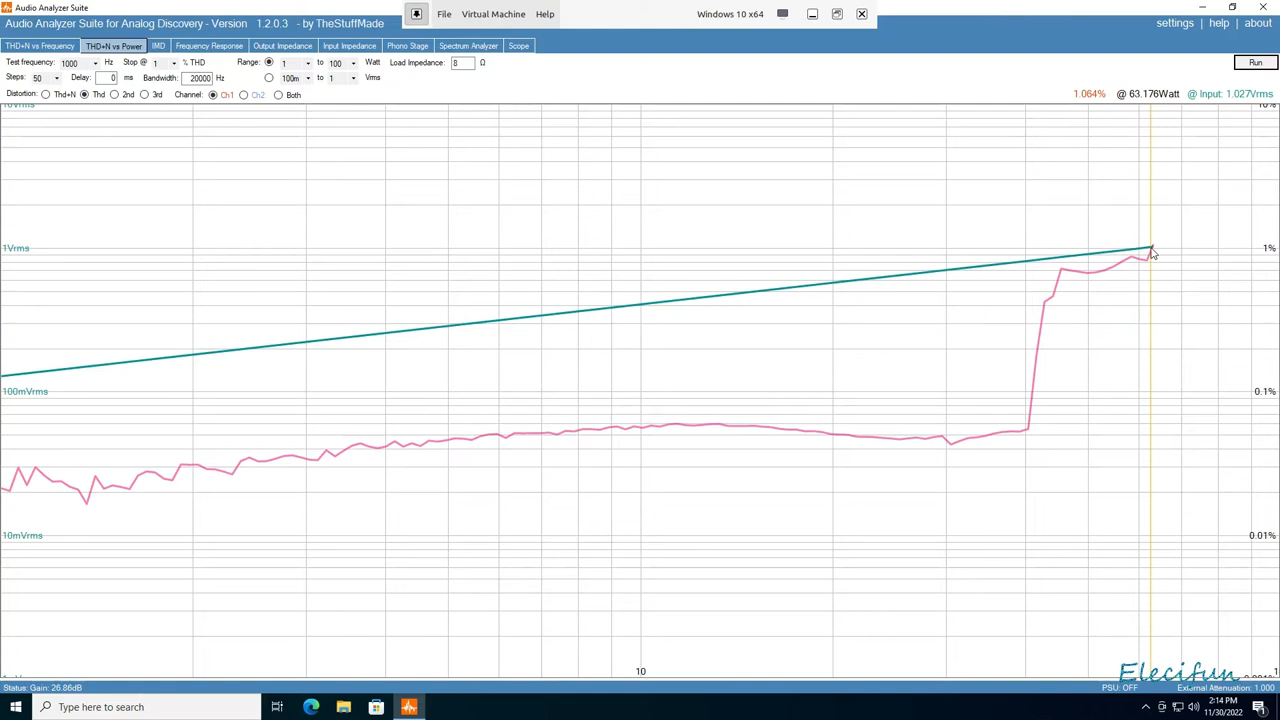 Audio Analyzer Suite
File Virtual Machine Help Windows 10 x64
Audio Analyzer Suite for Analog Discovery - Version 1.2.0.3 - by TheStuffMade
settings | help | about
THD+N vs Frequency THD+N vs Power IMD Frequency Response Output Impedance Input Impedance Phono Stage Spectrum Analyzer Scope
Test frequency: 1000 Hz Stop @ 1 % THD Range: 1 to 100 Watt Load Impedance: 8 Ω Run
Steps: 50 Delay: 0 ms Bandwidth: 20000 Hz 100m to 1 Vrms
Distortion: Thd+N Thd 2nd 3rd Channel: Ch1 Ch2 Both 1.064% @ 63.176Watt @ Input: 1.027Vrms
10Vrms 10%
1Vrms 1%
100mVrms 0.1%
10mVrms 0.01%
10 1
Elecifun
Status: Gain: 26.86dB PSU: OFF External Attenuation: 1.000
Type here to search
2:14 PM
11/30/2022
1